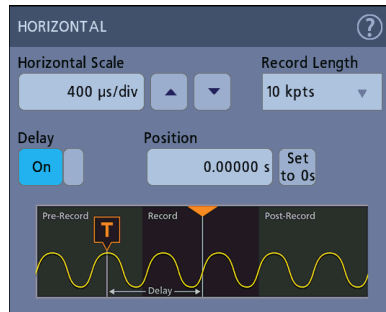 HORIZONTAL
?
Horizontal Scale
Record Length
400 µs/div
10 kpts
Delay
Position
On
0.00000 s
Set
to 0s
Pre-Record
Record
Post-Record
T
Delay